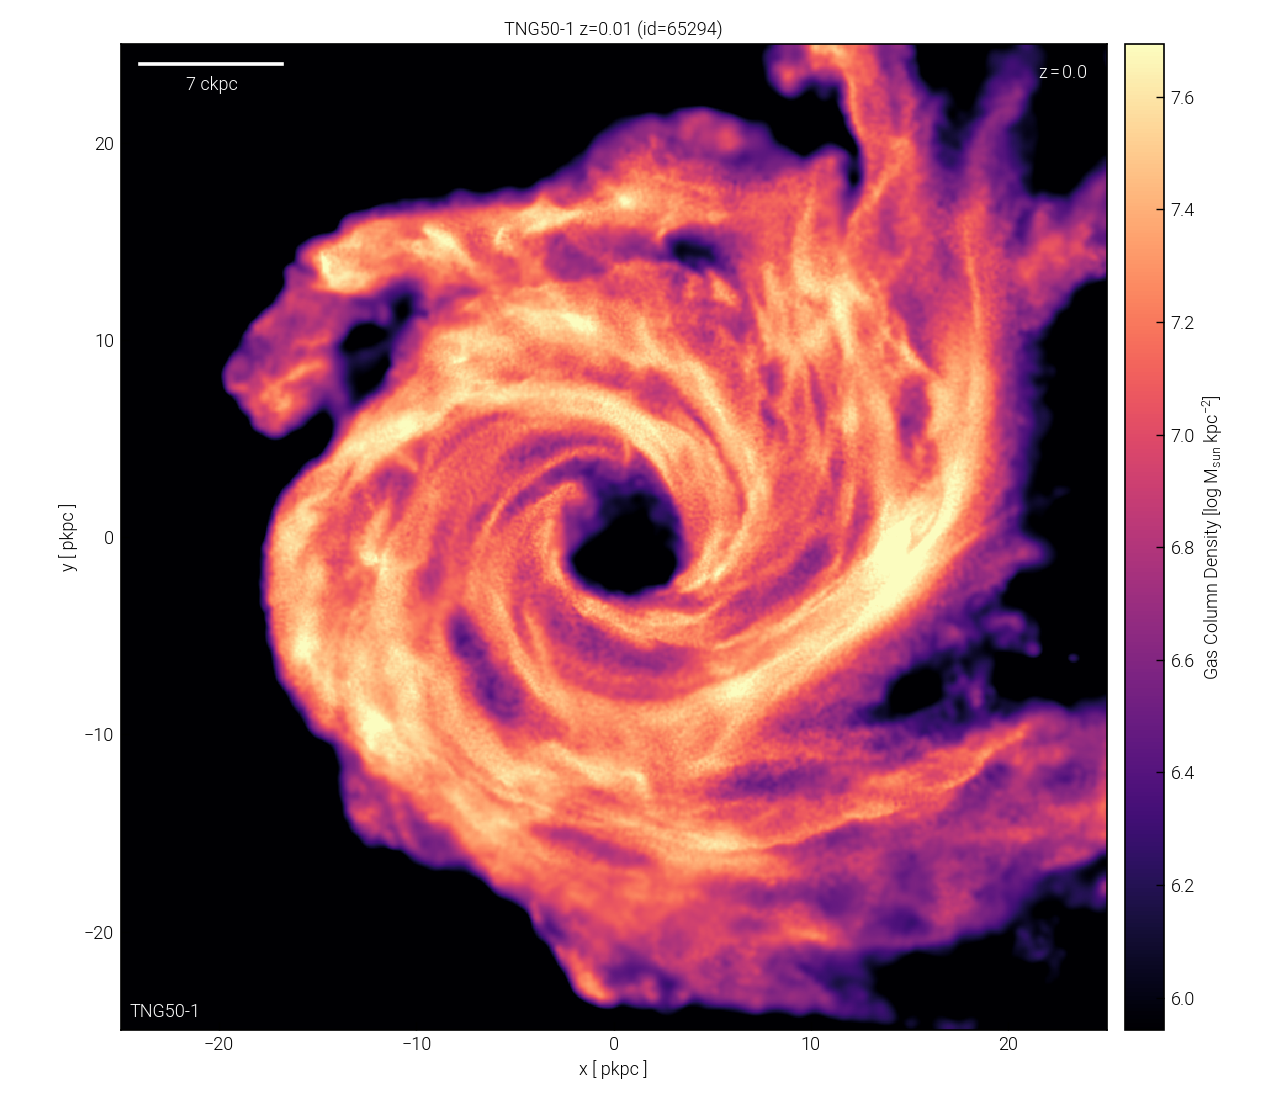 TNG50-1 z=0.01 (id=65294)
7 ckpc
z=0.0
TNG50-1
20
10
0
−10
−20
y [ pkpc ]
−20
−10
0
10
20
x [ pkpc ]
7.6
7.4
7.2
7.0
6.8
6.6
6.4
6.2
6.0
Gas Column Density [log M_sun kpc⁻²]